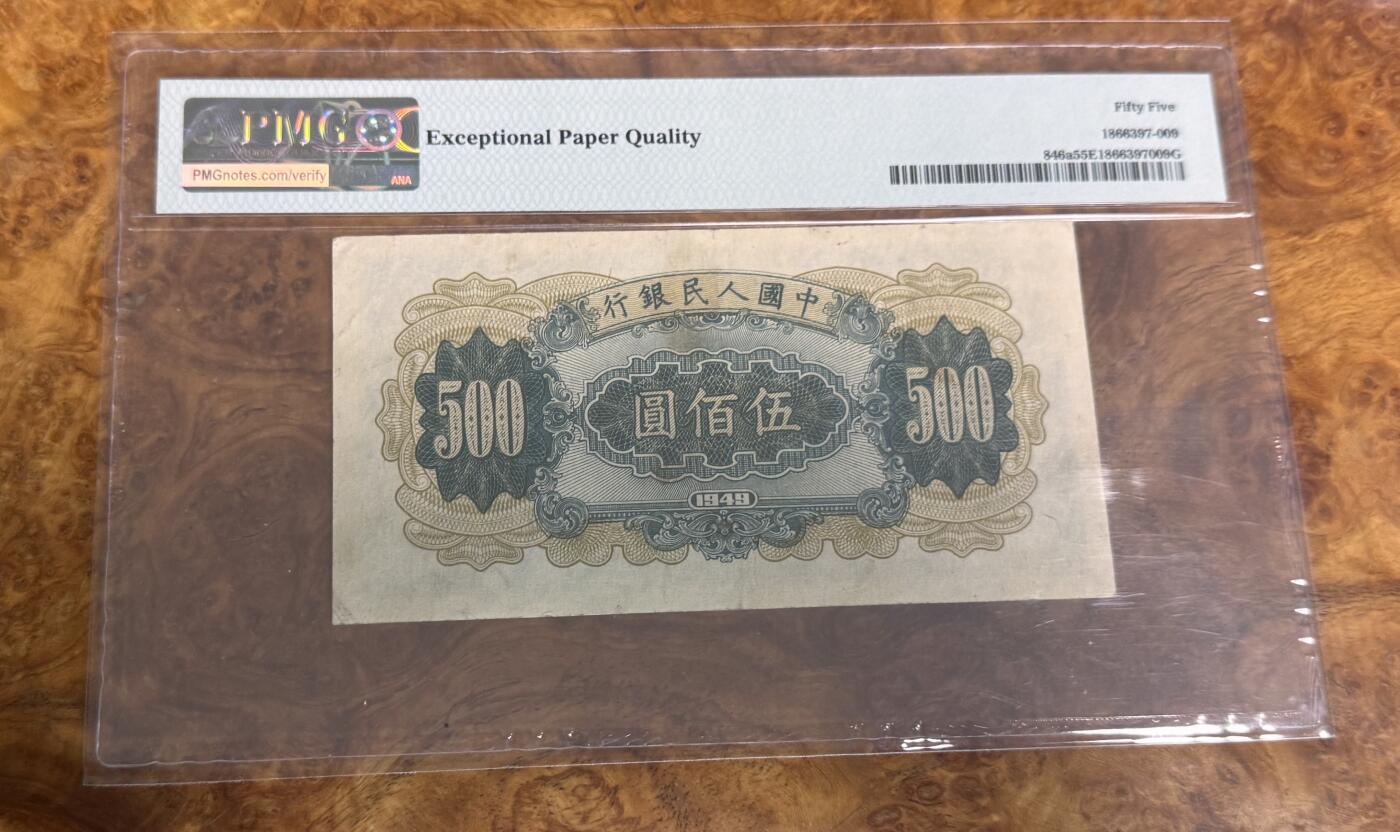 PMG
PMGnotes.com/verify
ANA
Exceptional Paper Quality
Fifty Five
1866397-009
846a55E1866397009G
行銀民人國中
500
圓佰伍
500
1949